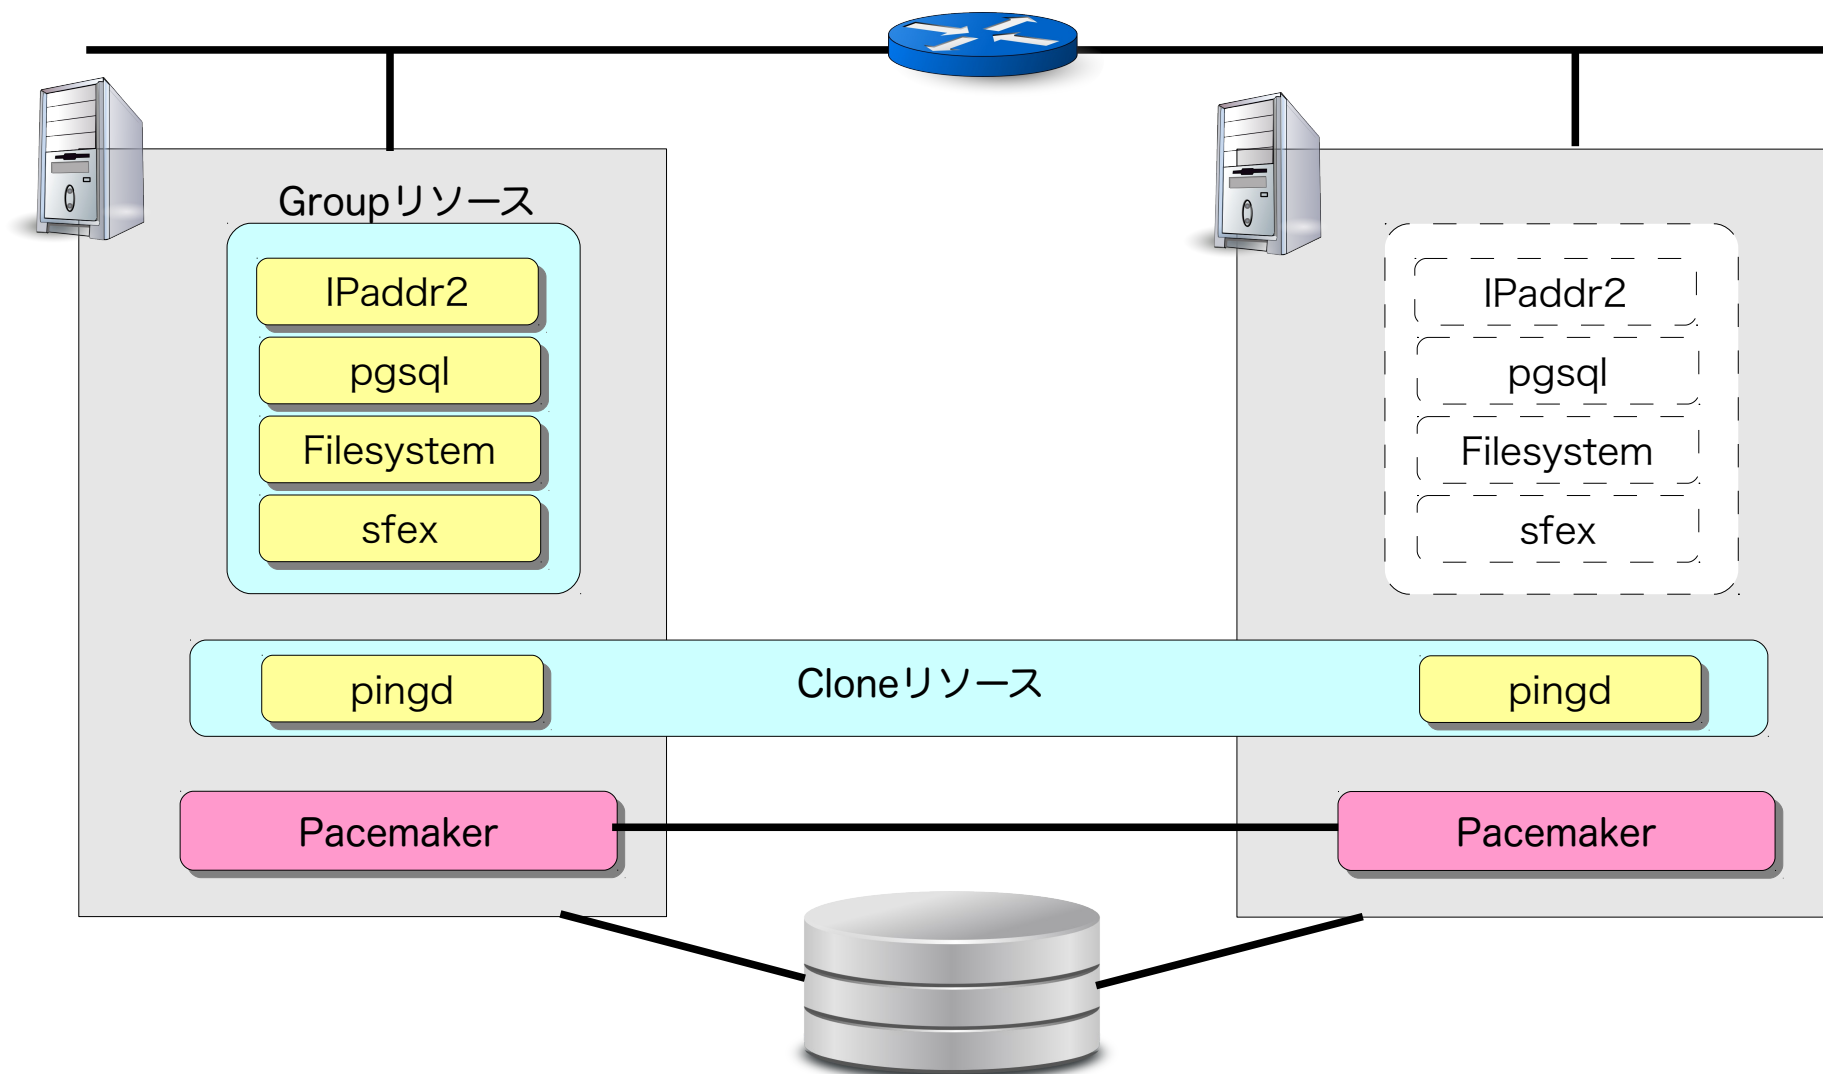 Groupリソース
IPaddr2
pgsql
Filesystem
sfex
IPaddr2
pgsql
Filesystem
sfex
pingd
Cloneリソース
pingd
Pacemaker
Pacemaker